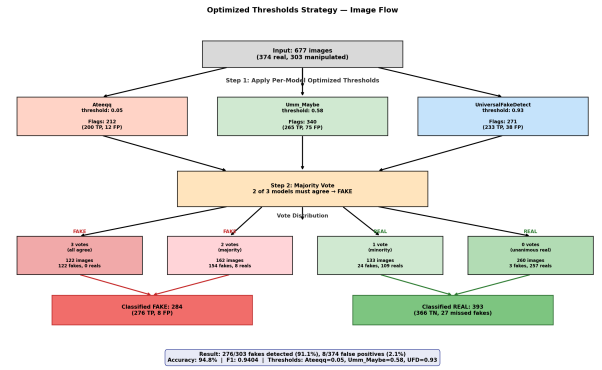 Optimized Thresholds Strategy — Image Flow
Input: 677 images
(374 real, 303 manipulated)
Step 1: Apply Per-Model Optimized Thresholds
Ateeqq
threshold: 0.05
Flags: 212
(200 TP, 12 FP)
Umm_Maybe
threshold: 0.58
Flags: 340
(265 TP, 75 FP)
UniversalFakeDetect
threshold: 0.93
Flags: 271
(233 TP, 38 FP)
Step 2: Majority Vote
2 of 3 models must agree → FAKE
Vote Distribution
FAKE
FAKE
REAL
REAL
3 votes
(all agree)
122 images
122 fakes, 0 reals
2 votes
(majority)
162 images
154 fakes, 8 reals
1 vote
(minority)
133 images
24 fakes, 109 reals
0 votes
(unanimous real)
260 images
3 fakes, 257 reals
Classified FAKE: 284
(276 TP, 8 FP)
Classified REAL: 393
(366 TN, 27 missed fakes)
Result: 276/303 fakes detected (91.1%), 8/374 false positives (2.1%)
Accuracy: 94.8% | F1: 0.9404 | Thresholds: Ateeqq=0.05, Umm_Maybe=0.58, UFD=0.93